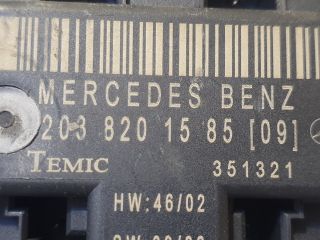 MERCEDES BENZ
203 820 15 85 [09]
TEMIC 351321
HW:46/02